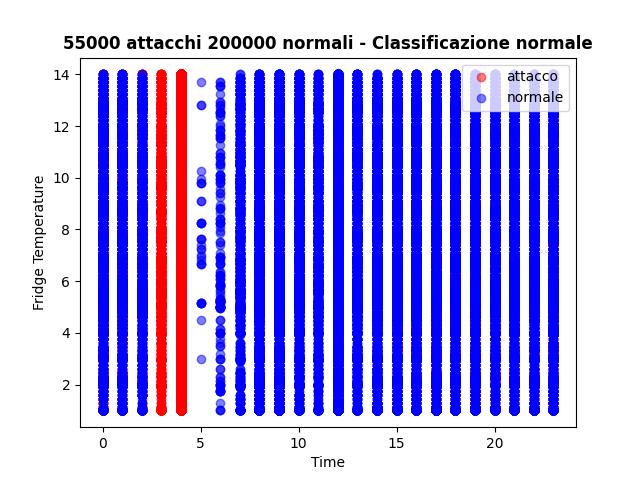 55000 attacchi 200000 normali - Classificazione normale
attacco
normale
14
12
10
8
6
4
2
Fridge Temperature
0 5 10 15 20
Time